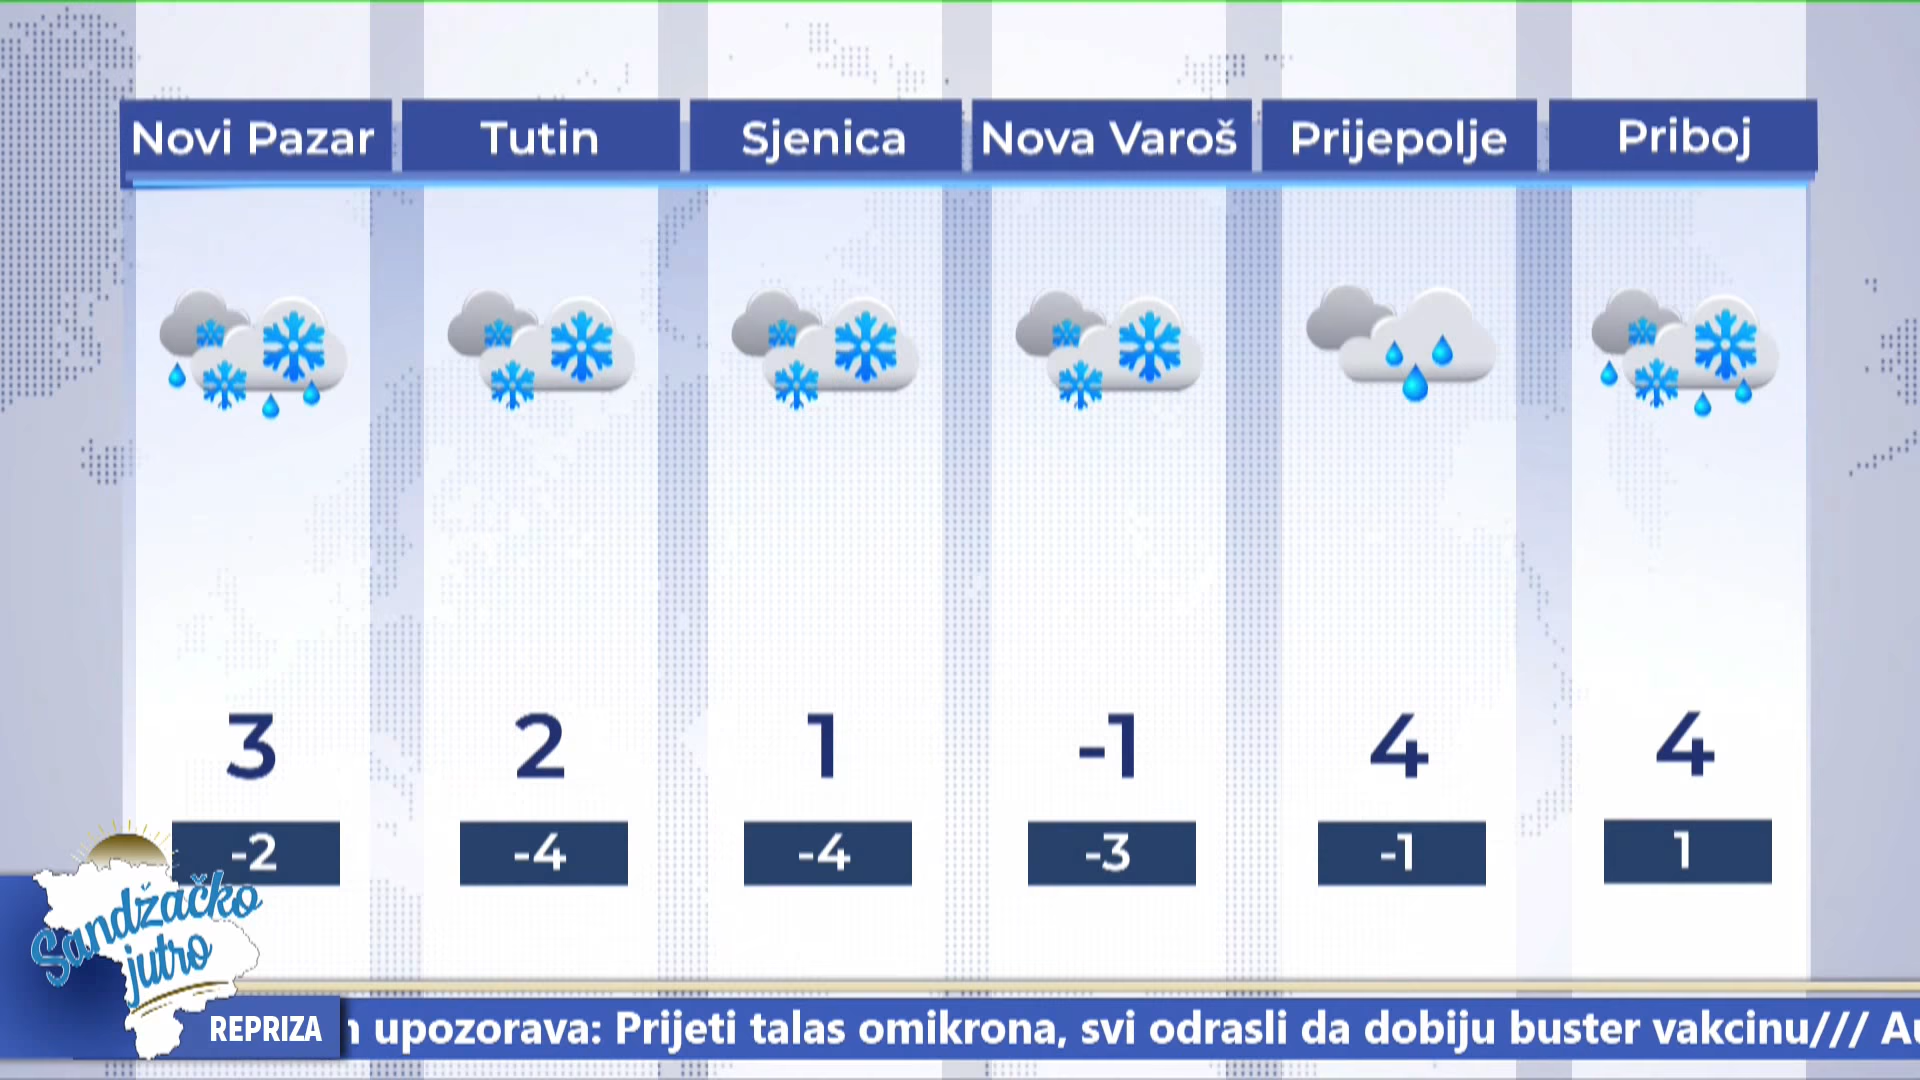 Novi Pazar Tutin Sjenica Nova Varoš Prijepolje Priboj
3 2 1 -1 4 4
-2 -4 -4 -3 -1 1
Sandžačko
jutro
REPRIZA upozorava: Prijeti talas omikrona, svi odrasli da dobiju buster vakcinu///